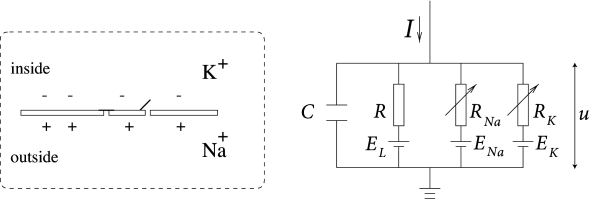 inside
K+
- - - -
+ + + +
Na+
outside
I
C
R
R_Na
R_K
u
E_L
E_Na
E_K